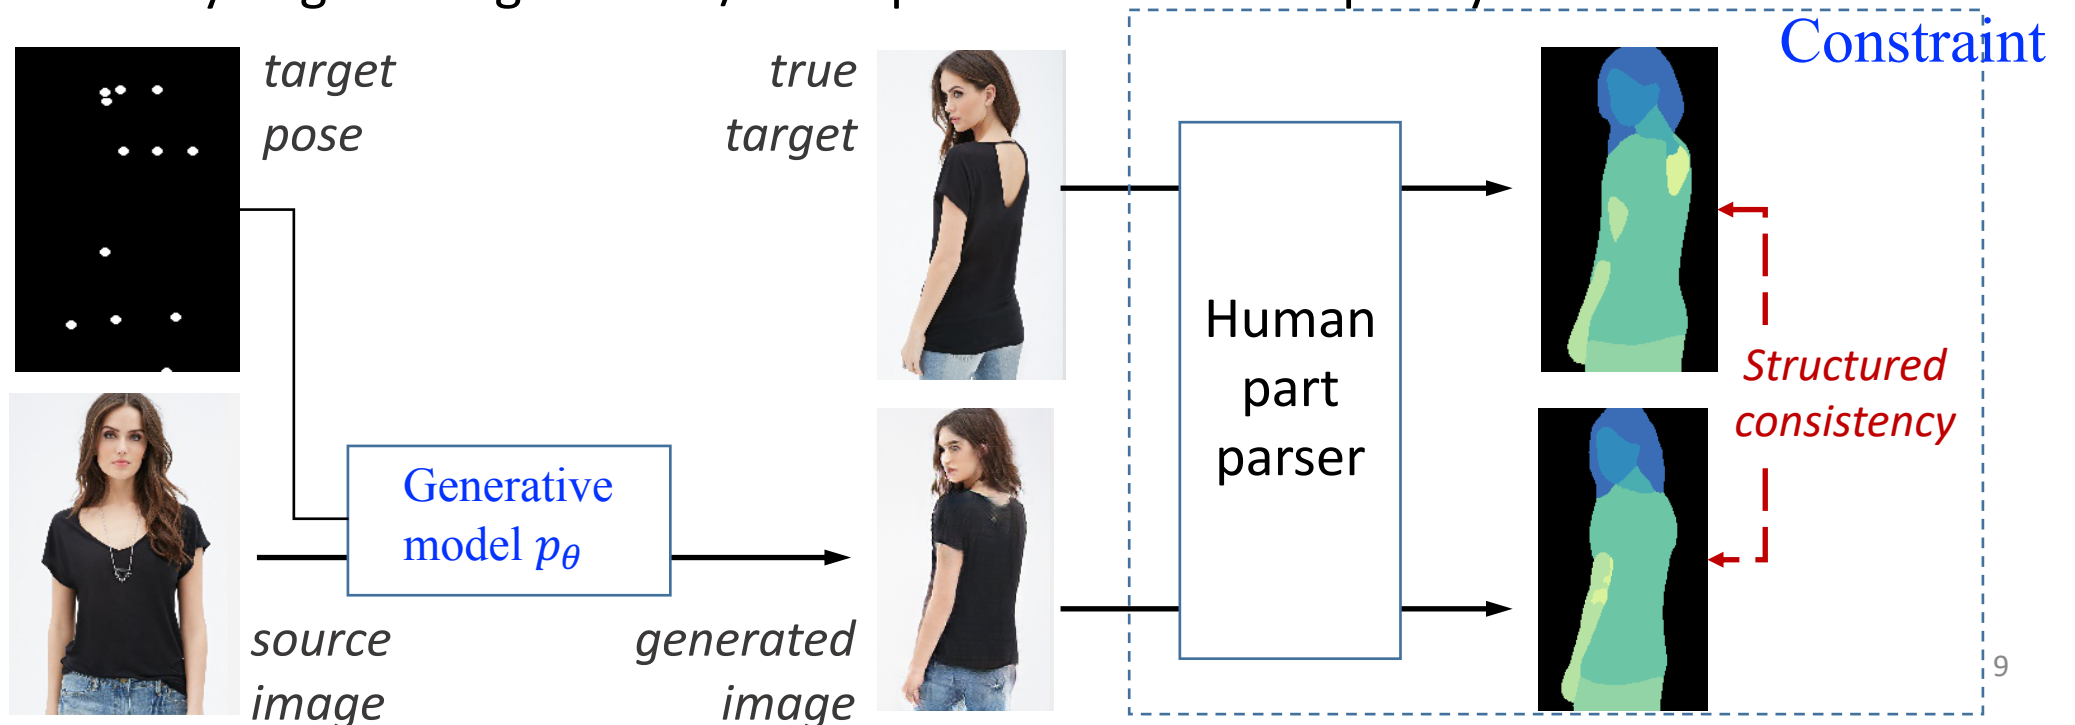 Constraint
target
pose
true
target
Human
part
parser
Structured
consistency
Generative
model pθ
source
image
generated
image
9